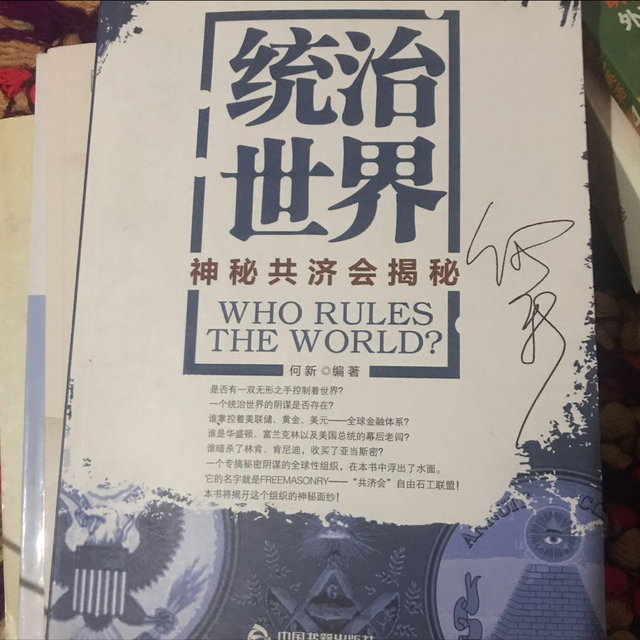 统治
世界
神秘共济会揭秘
WHO RULES
THE WORLD?
何新 编著
是否有一双无形之手控制着世界?
一个统治世界的阴谋是否存在?
谁掌控着美联储、黄金、美元——全球金融体系?
谁是华盛顿、富兰克林以及美国总统的幕后老闆?
谁暗杀了林肯、肯尼迪,收买了亚当斯密?
一个专搞秘密阴谋的全球性组织,在本书中浮出了水面。
它的名字就是FREEMASONRY——“共济会”自由石工联盟!
本书将揭开这个组织的神秘面纱!
何新
G